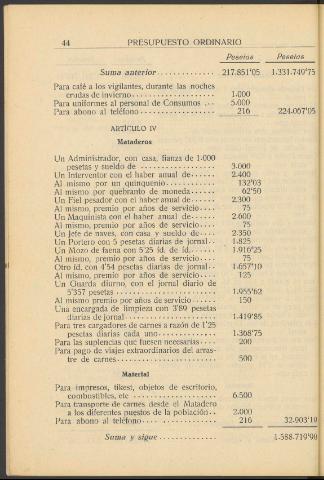 44 PRESUPUESTO ORDINARIO
Pesetas Pesetas
Suma anterior 217.851'05 1.331.749'75
Para café a los vigilantes, durante las noches
crudas de invierno 1.000
Para uniformes al personal de Consumos 5.000
Para abono al teléfono 216 224.067'05
ARTÍCULO IV
Mataderos
Un Administrador, con casa, fianza de 1.000
pesetas y sueldo de 3.000
Un Interventor con el haber anual de 2.400
Al mismo por un quinquenio 132'03
Al mismo por quebranto de moneda 62'50
Un Fiel pesador con el haber anual de 2.300
Al mismo, premio por años de servicio 75
Un Maquinista con el haber anual de 2.600
Al mismo, premio por años de servicio 75
Un Jefe de naves, con casa y sueldo de 2.350
Un Portero con 5 pesetas diarias de jornal 1.825
Un Mozo de faena con 5'25 id. de íd. 1.916'25
Al mismo, premio por años de servicio 75
Otro íd. con 4'54 pesetas diarias de jornal 1.657'10
Al mismo, premio por años de servicio 125
Un Guarda diurno, con el jornal diario de
5'357 pesetas 1.955'62
Al mismo premio por años de servicio 150
Una encargada de limpieza con 3'89 pesetas
diarias de jornal 1.419'85
Para tres cargadores de carnes a razón de 1'25
pesetas diarias cada uno 1.368'75
Para las suplencias que fuesen necesarias 200
Para pago de viajes extraordinarios del arras-
tre de carnes 500
Material
Para impresos, tikest, objetos de escritorio,
combustibles, etc 6.500
Para transporte de carnes desde el Matadero
a los diferentes puestos de la población 2.000
Para abono al teléfono 216 32.903'10
Suma y sigue 1.588.719'90